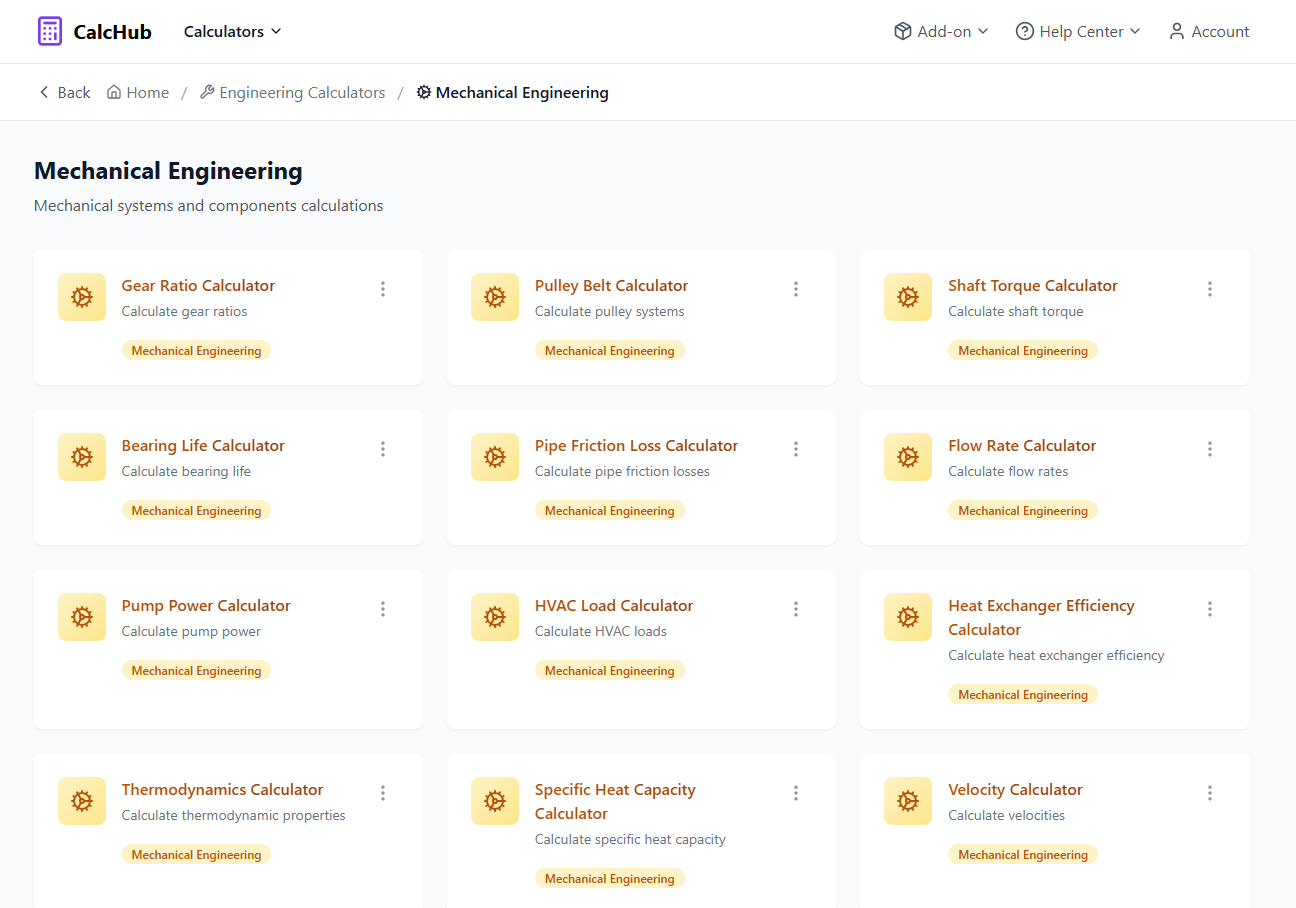 CalcHub
Calculators
Add-on
Help Center
Account
Back
Home
/
Engineering Calculators
/
Mechanical Engineering
Mechanical Engineering
Mechanical systems and components calculations
Gear Ratio Calculator
Calculate gear ratios
Mechanical Engineering
Pulley Belt Calculator
Calculate pulley systems
Mechanical Engineering
Shaft Torque Calculator
Calculate shaft torque
Mechanical Engineering
Bearing Life Calculator
Calculate bearing life
Mechanical Engineering
Pipe Friction Loss Calculator
Calculate pipe friction losses
Mechanical Engineering
Flow Rate Calculator
Calculate flow rates
Mechanical Engineering
Pump Power Calculator
Calculate pump power
Mechanical Engineering
HVAC Load Calculator
Calculate HVAC loads
Mechanical Engineering
Heat Exchanger Efficiency
Calculator
Calculate heat exchanger efficiency
Mechanical Engineering
Thermodynamics Calculator
Calculate thermodynamic properties
Mechanical Engineering
Specific Heat Capacity
Calculator
Calculate specific heat capacity
Mechanical Engineering
Velocity Calculator
Calculate velocities
Mechanical Engineering